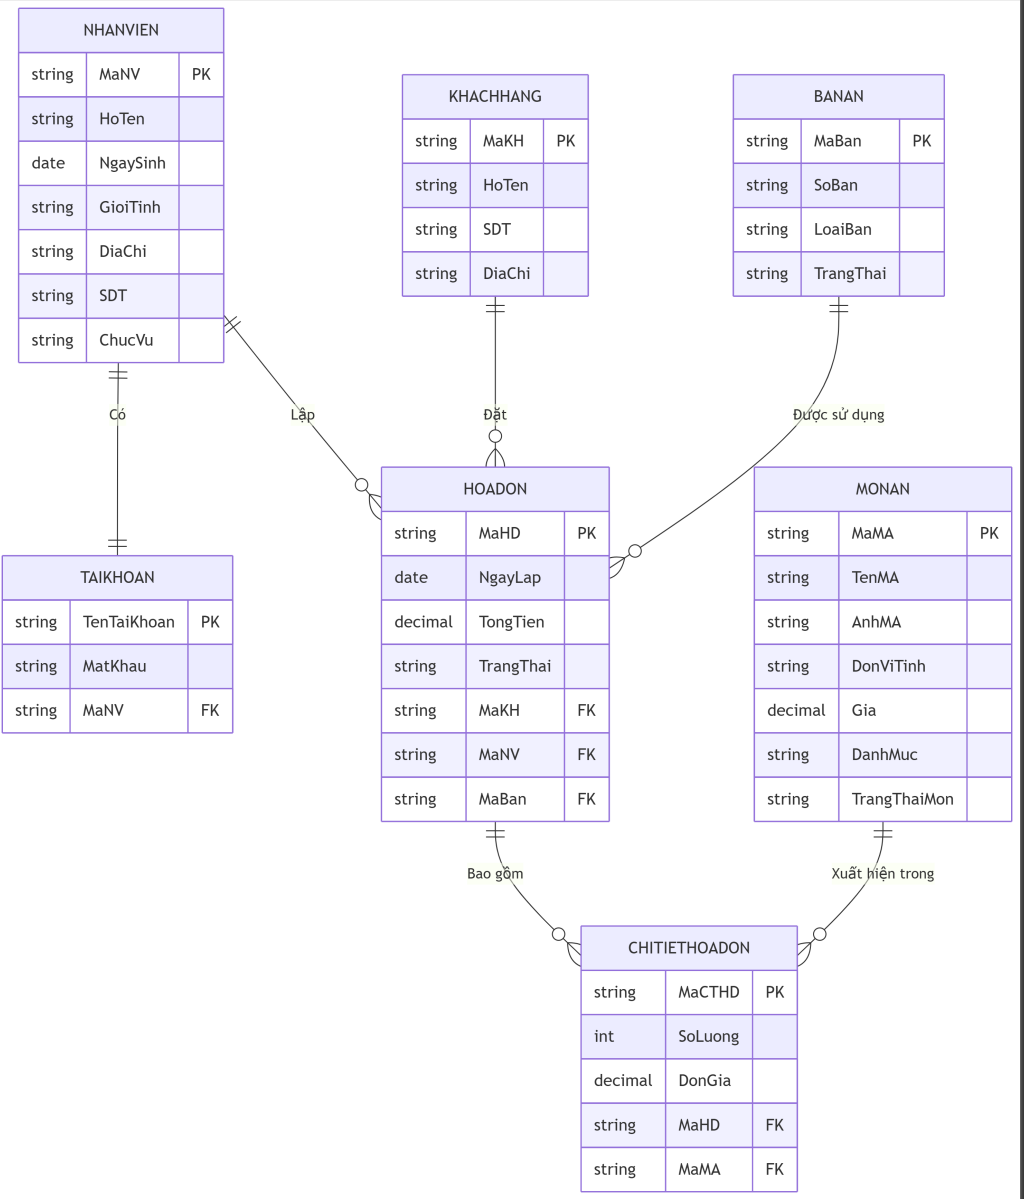 NHANVIEN
string MaNV PK
string HoTen
date NgaySinh
string GioiTinh
string DiaChi
string SDT
string ChucVu
KHACHHANG
string MaKH PK
string HoTen
string SDT
string DiaChi
BANAN
string MaBan PK
string SoBan
string LoaiBan
string TrangThai
Có
Lập
Đặt
Được sử dụng
TAIKHOAN
string TenTaiKhoan PK
string MatKhau
string MaNV FK
HOADON
string MaHD PK
date NgayLap
decimal TongTien
string TrangThai
string MaKH FK
string MaNV FK
string MaBan FK
MONAN
string MaMA PK
string TenMA
string AnhMA
string DonViTinh
decimal Gia
string DanhMuc
string TrangThaiMon
Bao gồm
Xuất hiện trong
CHITIETHOADON
string MaCTHD PK
int SoLuong
decimal DonGia
string MaHD FK
string MaMA FK